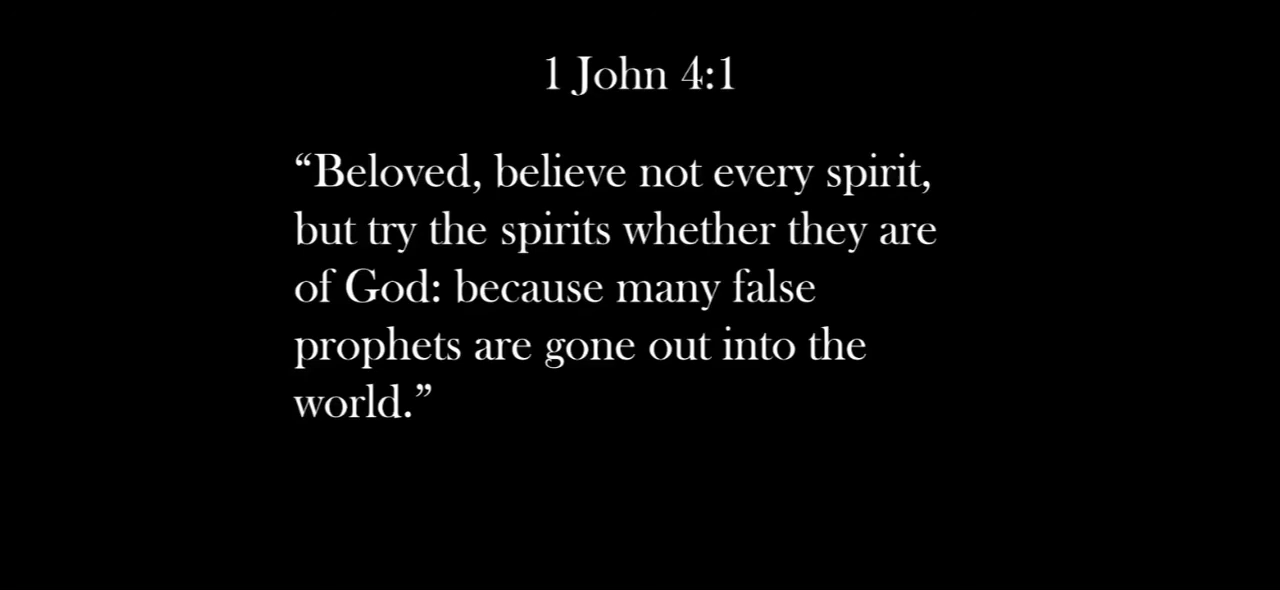 1 John 4:1
“Beloved, believe not every spirit,
but try the spirits whether they are
of God: because many false
prophets are gone out into the
world.”